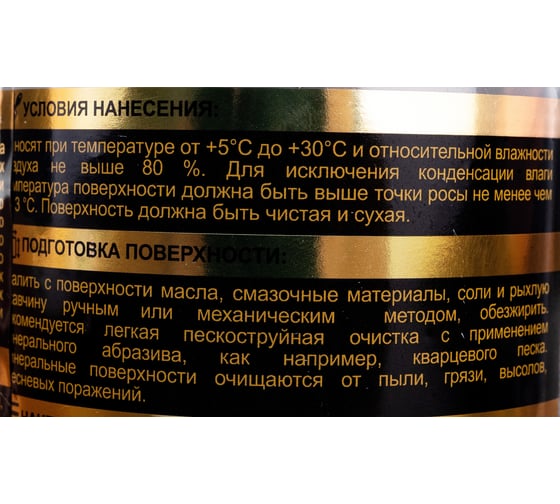 УСЛОВИЯ НАНЕСЕНИЯ:
носят при температуре от +5°С до +30°С и относительной влажности
здуха не выше 80 %. Для исключения конденсации влаги
мпература поверхности должна быть выше точки росы не менее чем
3 °С. Поверхность должна быть чистая и сухая.
ПОДГОТОВКА ПОВЕРХНОСТИ:
алить с поверхности масла, смазочные материалы, соли и рыхлую
авчину ручным или механическим методом, обезжирить.
комендуется легкая пескоструйная очистка с применением
нерального абразива, как например, кварцевого песка.
неральные поверхности очищаются от пыли, грязи, высолов,
есневых поражений.